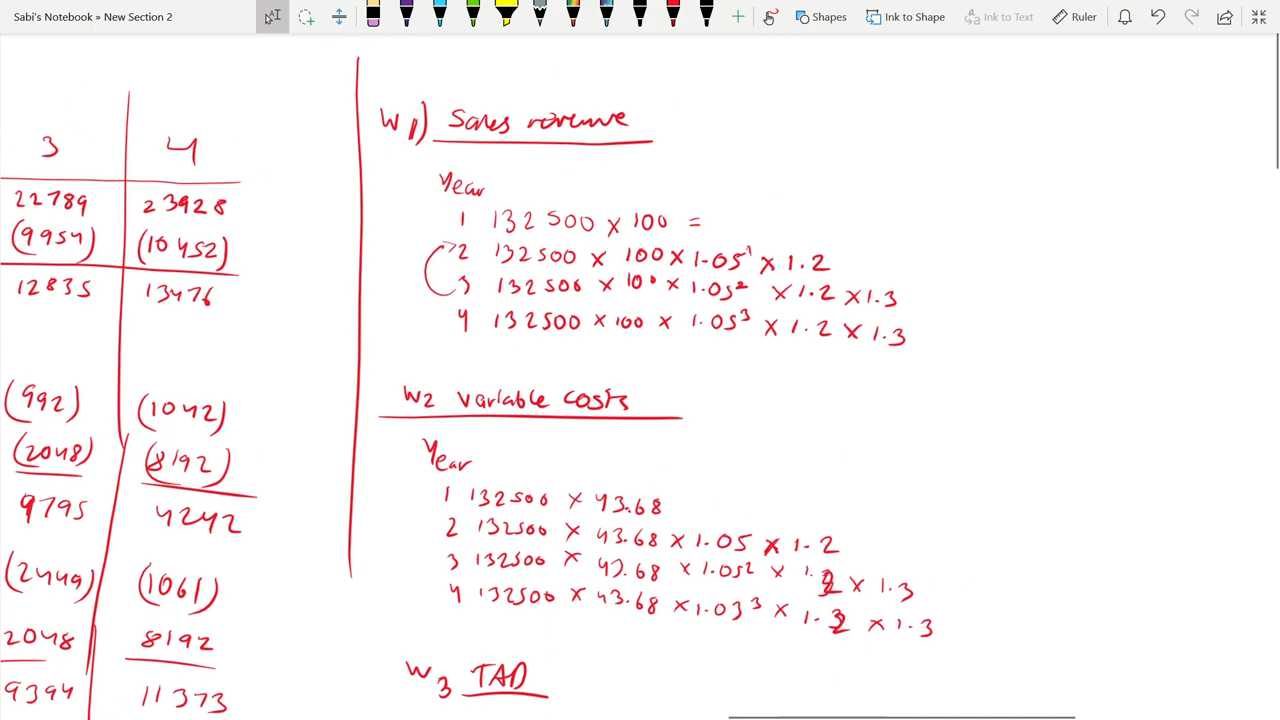 Sabi's Notebook » New Section 2
Shapes
Ink to Shape
Ink to Text
Ruler
3 4
22789 23928
(9954) (10452)
12835 13476
(992) (1042)
(2048) (8192)
9795 4242
(2449) (1061)
2048 8192
9394 11373
W1) Sales revenue
Year
1 132500 × 100 =
2 132500 × 100 × 1.05¹ × 1.2
3 132500 × 100 × 1.05² × 1.2 × 1.3
4 132500 × 100 × 1.05³ × 1.2 × 1.3
W2 variable costs
Year
1 132500 × 43.68
2 132500 × 43.68 × 1.05 × 1.2
3 132500 × 43.68 × 1.05² × 1.2 × 1.3
4 132500 × 43.68 × 1.03³ × 1.2 × 1.3
W3 TAD